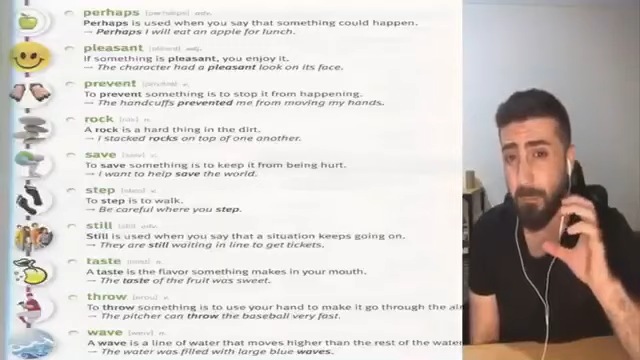 perhaps adv.
Perhaps is used when you say that something could happen.
→ Perhaps I will eat an apple for lunch.
pleasant adj.
If something is pleasant, you enjoy it.
→ The character had a pleasant look on its face.
prevent v.
To prevent something is to stop it from happening.
→ The handcuffs prevented me from moving my hands.
rock n.
A rock is a hard thing in the dirt.
→ I stacked rocks on top of one another.
save v.
To save something is to keep it from being hurt.
→ I want to help save the world.
step v.
To step is to walk.
→ Be careful where you step.
still adv.
Still is used when you say that a situation keeps going on.
→ They are still waiting in line to get tickets.
taste n.
A taste is the flavor something makes in your mouth.
→ The taste of the fruit was sweet.
throw v.
To throw something is to use your hand to make it go through the
→ The pitcher can throw the baseball very fast.
wave n.
A wave is a line of water that moves higher than the rest of the water
→ The water was filled with large blue waves.